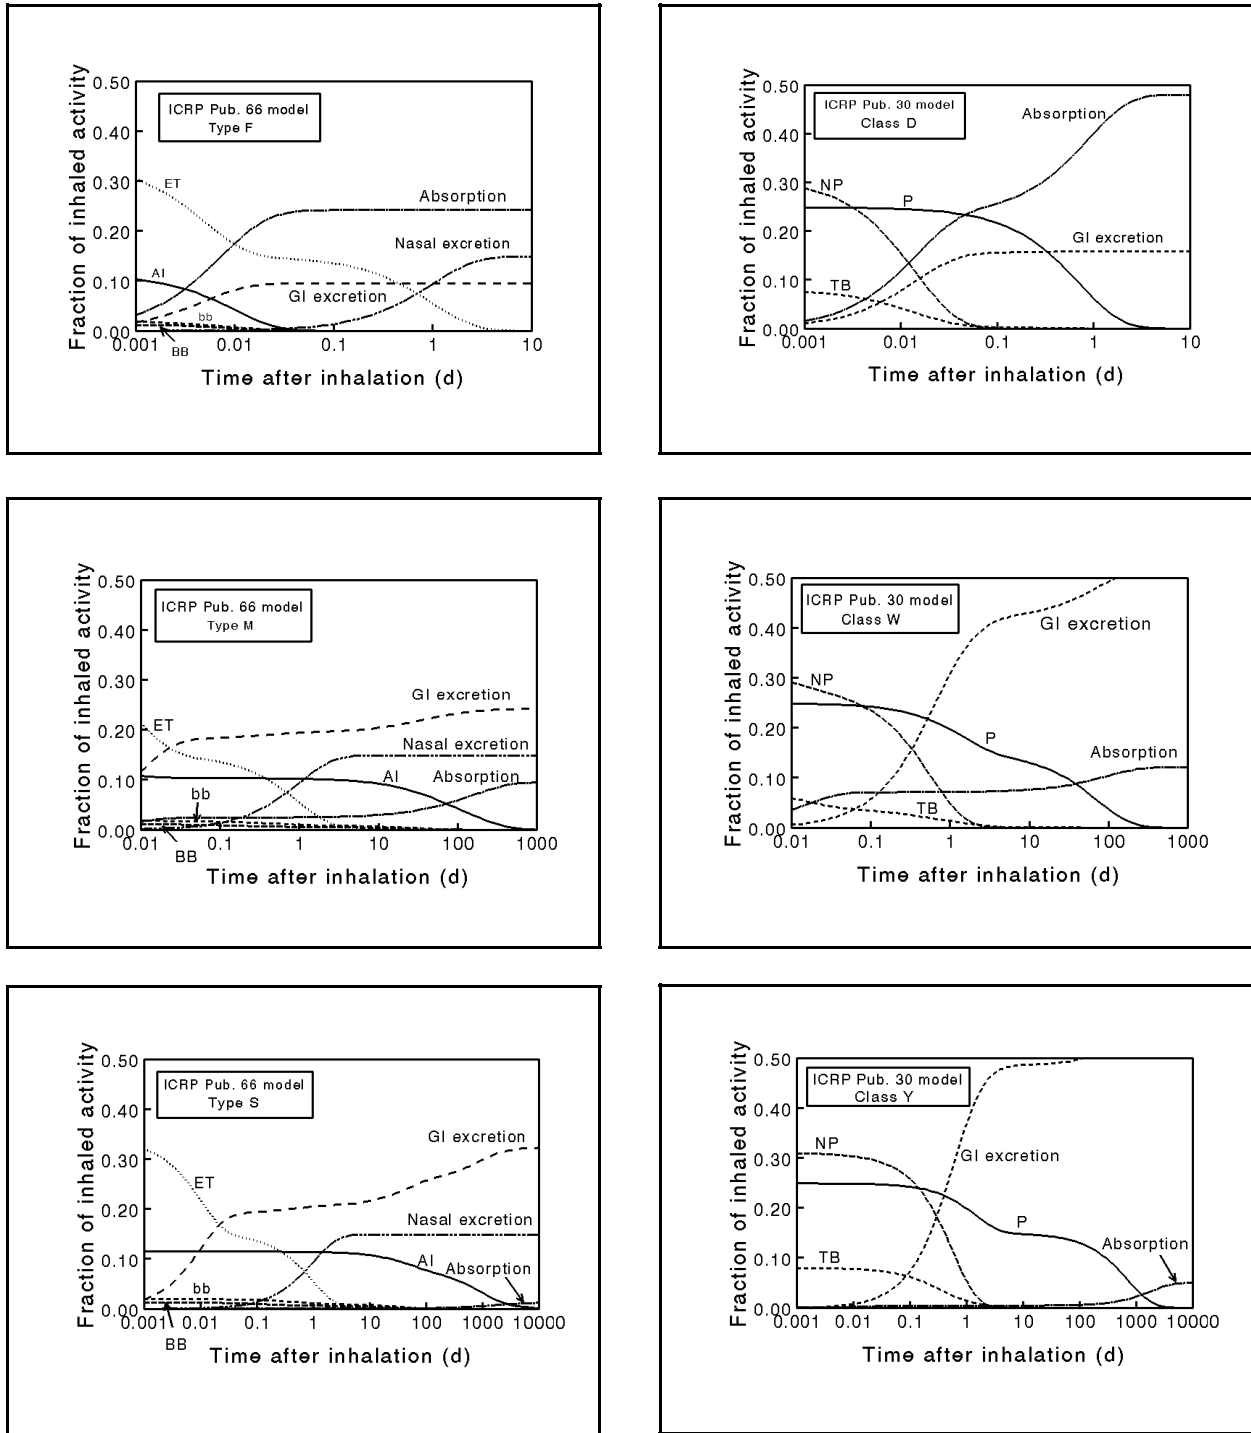 Fraction of inhaled activity
0.50
0.40
0.30
0.20
0.10
0.00
ICRP Pub. 66 model
Type F
ET
Absorption
Nasal excretion
AI
GI excretion
bb
BB
0.001 0.01 0.1 1 10
Time after inhalation (d)
Fraction of inhaled activity
0.50
0.40
0.30
0.20
0.10
0.00
ICRP Pub. 30 model
Class D
Absorption
NP
P
GI excretion
TB
0.001 0.01 0.1 1 10
Time after inhalation (d)
Fraction of inhaled activity
0.50
0.40
0.30
0.20
0.10
0.00
ICRP Pub. 66 model
Type M
GI excretion
ET
Nasal excretion
AI Absorption
bb
BB
0.01 0.1 1 10 100 1000
Time after inhalation (d)
Fraction of inhaled activity
0.50
0.40
0.30
0.20
0.10
0.00
ICRP Pub. 30 model
Class W
GI excretion
NP
P
Absorption
TB
0.01 0.1 1 10 100 1000
Time after inhalation (d)
Fraction of inhaled activity
0.50
0.40
0.30
0.20
0.10
0.00
ICRP Pub. 66 model
Type S
GI excretion
ET
Nasal excretion
AI
Absorption
bb
BB
0.001 0.01 0.1 1 10 100 1000 10000
Time after inhalation (d)
Fraction of inhaled activity
0.50
0.40
0.30
0.20
0.10
0.00
ICRP Pub. 30 model
Class Y
NP
GI excretion
P
Absorption
TB
0.001 0.01 0.1 1 10 100 1000 10000
Time after inhalation (d)